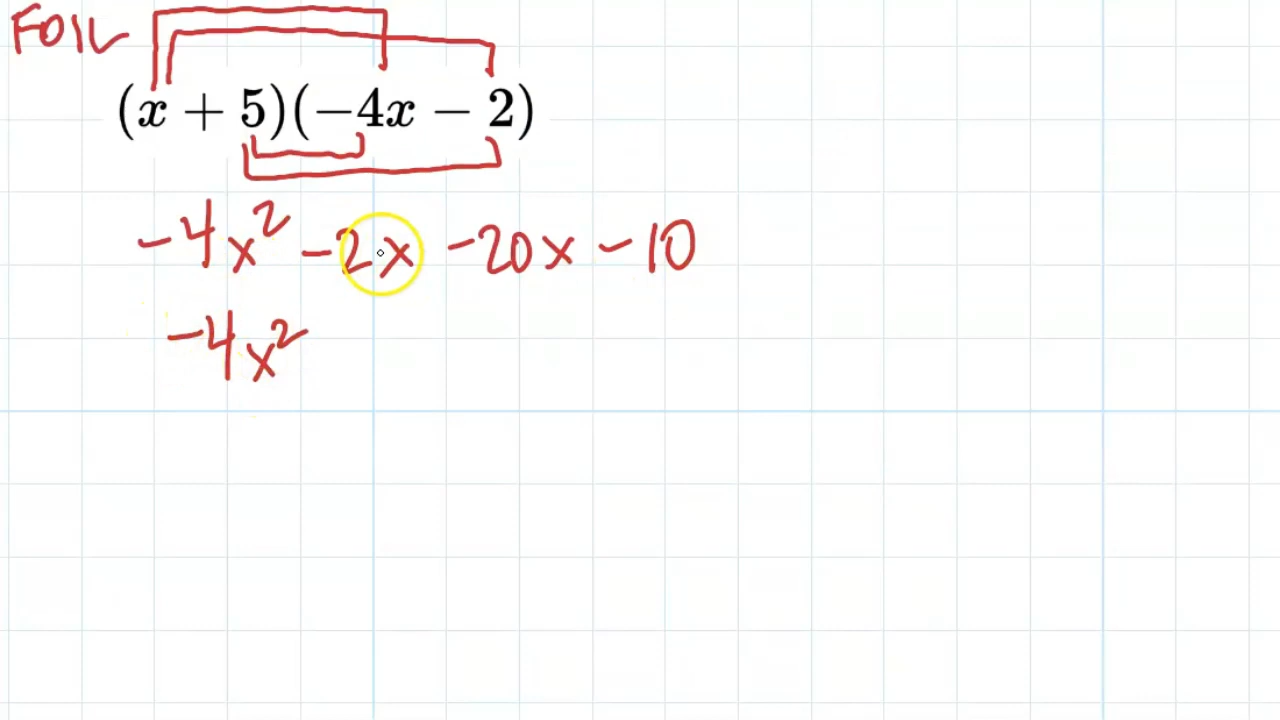 FOIL
(x + 5)(−4x − 2)
-4x² -2x -20x -10
-4x²